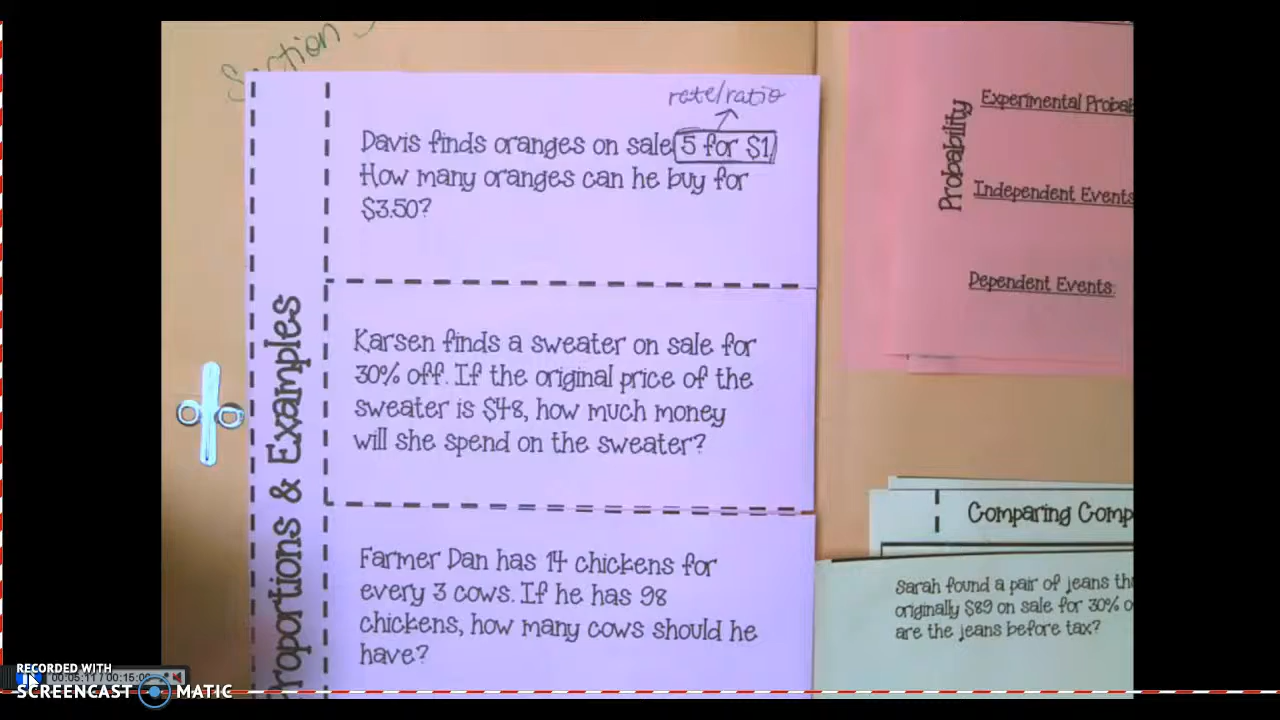 Section
rate/ratio
Davis finds oranges on sale 5 for $1
How many oranges can he buy for
$3.50?
Karsen finds a sweater on sale for
30% off. If the original price of the
sweater is $48, how much money
will she spend on the sweater?
Farmer Dan has 14 chickens for
every 3 cows. If he has 98
chickens, how many cows should he
have?
roportions & Examples
Probability
Experimental Probab
Independent Events
Dependent Events:
Comparing Comp
Sarah found a pair of jeans th
originally $89 on sale for 30% o
are the jeans before tax?
RECORDED WITH
SCREENCAST MATIC